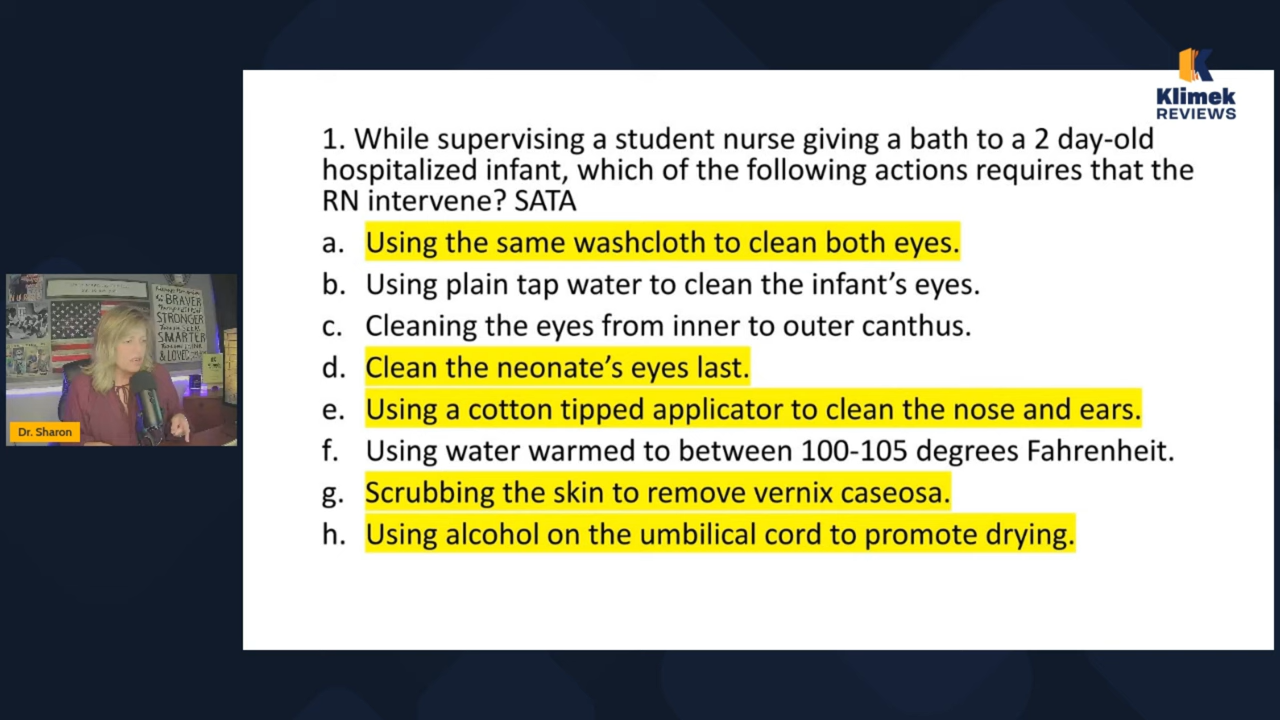 Klimek
REVIEWS
1. While supervising a student nurse giving a bath to a 2 day-old
hospitalized infant, which of the following actions requires that the
RN intervene? SATA
a. Using the same washcloth to clean both eyes.
b. Using plain tap water to clean the infant’s eyes.
c. Cleaning the eyes from inner to outer canthus.
d. Clean the neonate’s eyes last.
e. Using a cotton tipped applicator to clean the nose and ears.
f. Using water warmed to between 100-105 degrees Fahrenheit.
g. Scrubbing the skin to remove vernix caseosa.
h. Using alcohol on the umbilical cord to promote drying.
BRAVER
STRONGER
SMARTER
& LOVED
Dr. Sharon